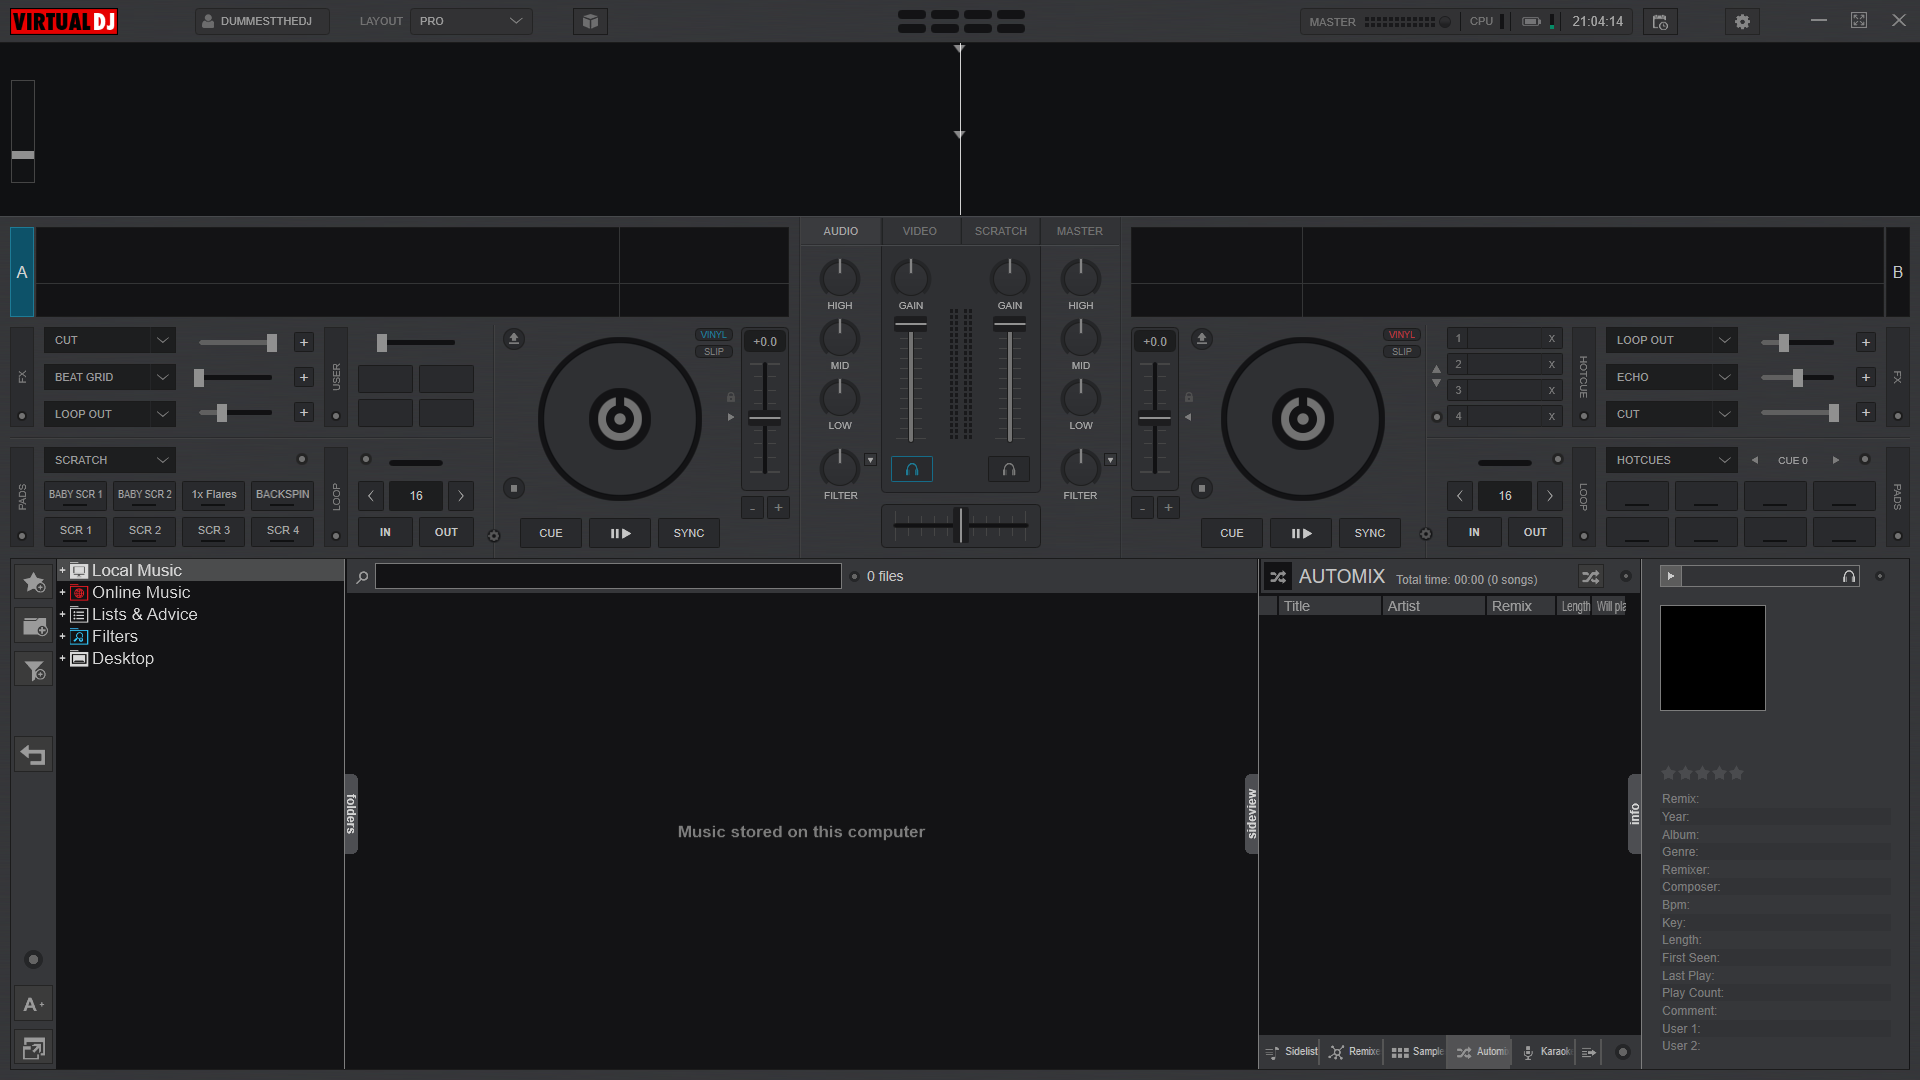 VIRTUAL DJ
DUMMESTTHEDJ
LAYOUT PRO
MASTER CPU 21:04:14
A
B
AUDIO VIDEO SCRATCH MASTER
HIGH GAIN GAIN HIGH
MID MID
LOW LOW
FILTER FILTER
FX
CUT +
BEAT GRID +
LOOP OUT +
USER
VINYL
SLIP
+0.0
PADS
SCRATCH
BABY SCR 1 BABY SCR 2 1x Flares BACKSPIN
SCR 1 SCR 2 SCR 3 SCR 4
LOOP
16
IN OUT
CUE SYNC
- +
+0.0
VINYL
SLIP
- +
CUE SYNC
1 X
2 X
3 X
4 X
HOTCUE
LOOP OUT +
ECHO +
CUT +
FX
16
IN OUT
LOOP
HOTCUES CUE 0
PADS
+ Local Music
+ Online Music
+ Lists & Advice
+ Filters
+ Desktop
A+
folders
0 files
Music stored on this computer
sideview
AUTOMIX Total time: 00:00 (0 songs)
Title Artist Remix Length Will pla
Sidelist Remixe Sample Automi Karaok
info
Remix:
Year:
Album:
Genre:
Remixer:
Composer:
Bpm:
Key:
Length:
First Seen:
Last Play:
Play Count:
Comment:
User 1:
User 2: